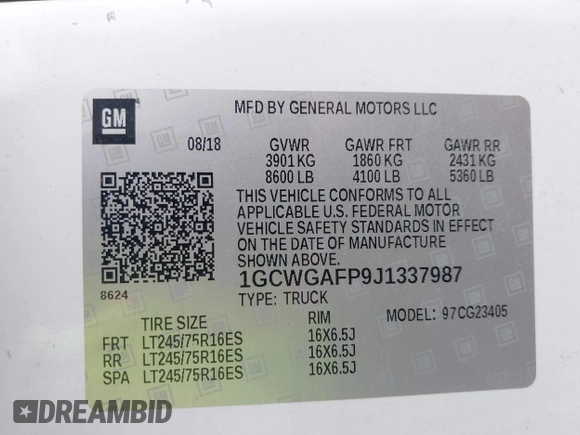 GM
MFD BY GENERAL MOTORS LLC
08/18 GVWR GAWR FRT GAWR RR
3901 KG 1860 KG 2431 KG
8600 LB 4100 LB 5360 LB
THIS VEHICLE CONFORMS TO ALL
APPLICABLE U.S. FEDERAL MOTOR
VEHICLE SAFETY STANDARDS IN EFFECT
ON THE DATE OF MANUFACTURE
SHOWN ABOVE.
8624
1GCWGAFP9J1337987
TYPE: TRUCK MODEL: 97CG23405
TIRE SIZE RIM
FRT LT245/75R16ES 16X6.5J
RR LT245/75R16ES 16X6.5J
SPA LT245/75R16ES 16X6.5J
DREAMBID